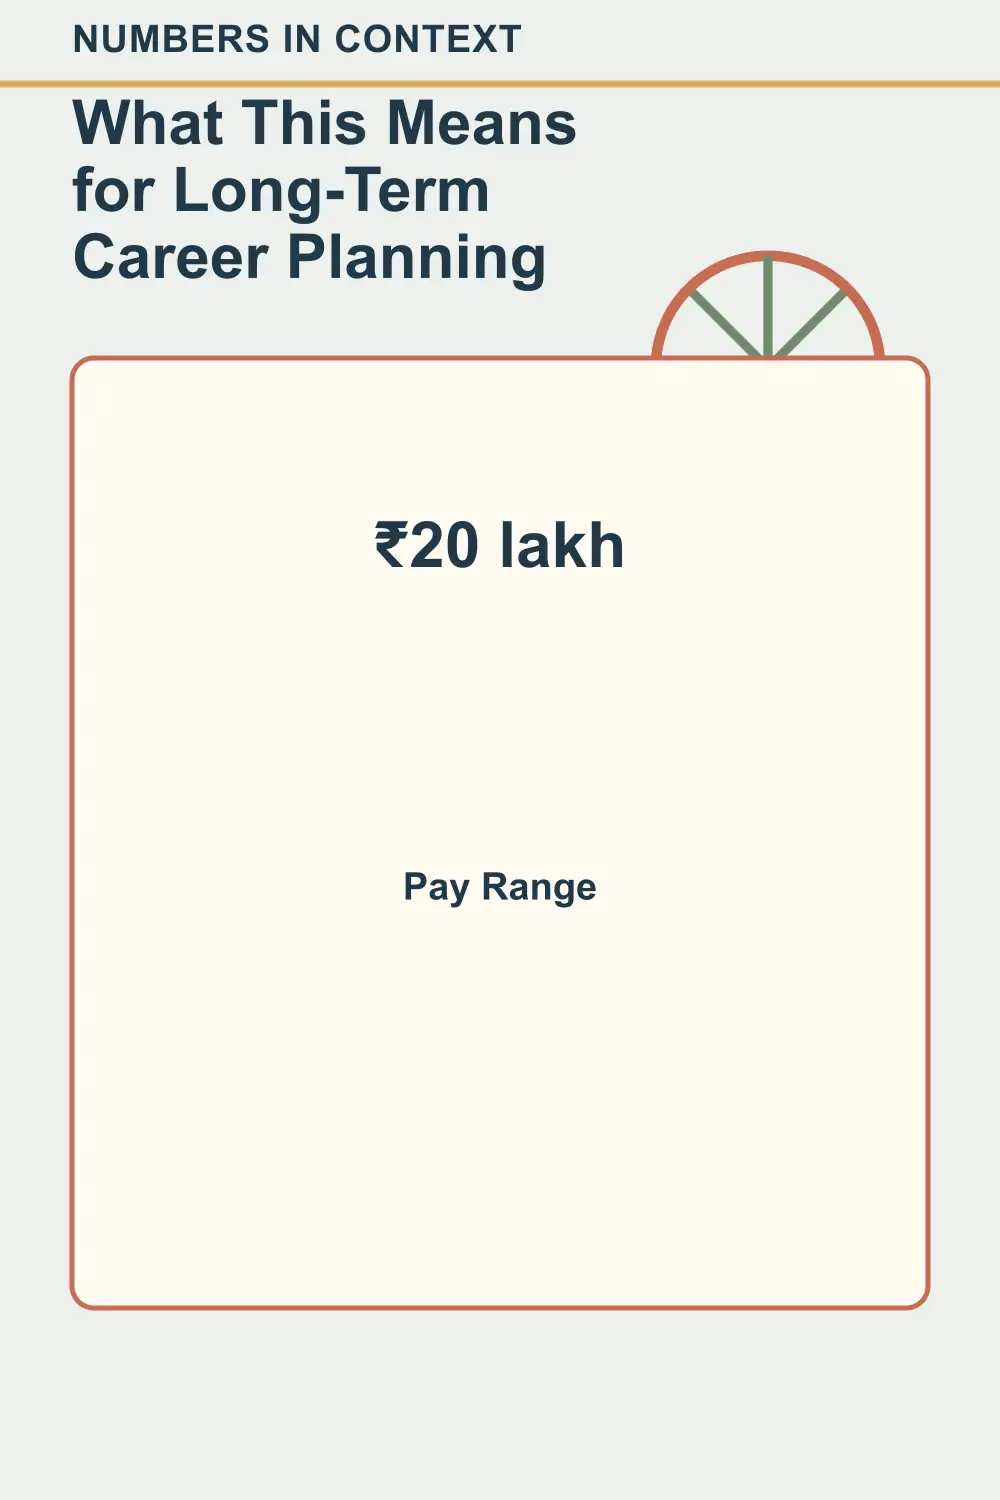 NUMBERS IN CONTEXT
What This Means
for Long-Term
Career Planning
₹20 lakh
Pay Range